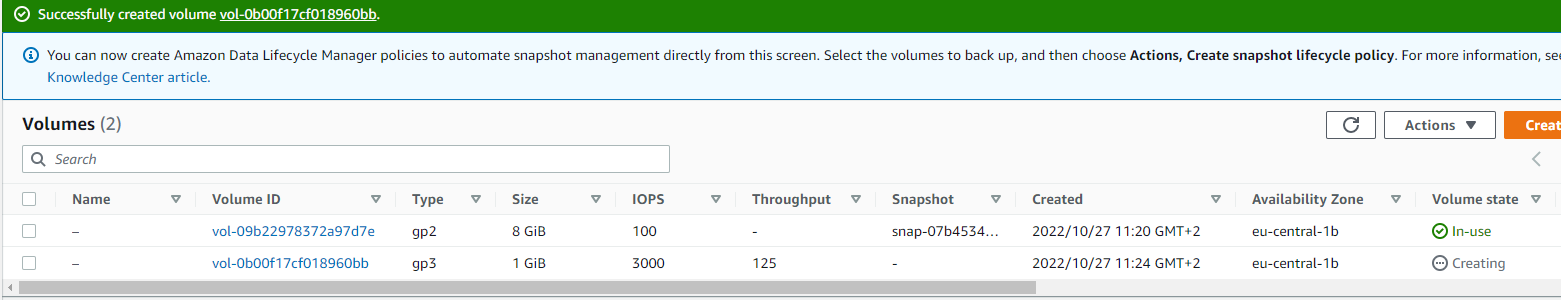 Successfully created volume vol-0b00f17cf018960bb.
You can now create Amazon Data Lifecycle Manager policies to automate snapshot management directly from this screen. Select the volumes to back up, and then choose Actions, Create snapshot lifecycle policy. For more information, see
Knowledge Center article.
Volumes (2)
Actions
Creat
Search
Name Volume ID Type Size IOPS Throughput Snapshot Created Availability Zone Volume state
– vol-09b22978372a97d7e gp2 8 GiB 100 - snap-07b4534... 2022/10/27 11:20 GMT+2 eu-central-1b In-use
– vol-0b00f17cf018960bb gp3 1 GiB 3000 125 - 2022/10/27 11:24 GMT+2 eu-central-1b Creating